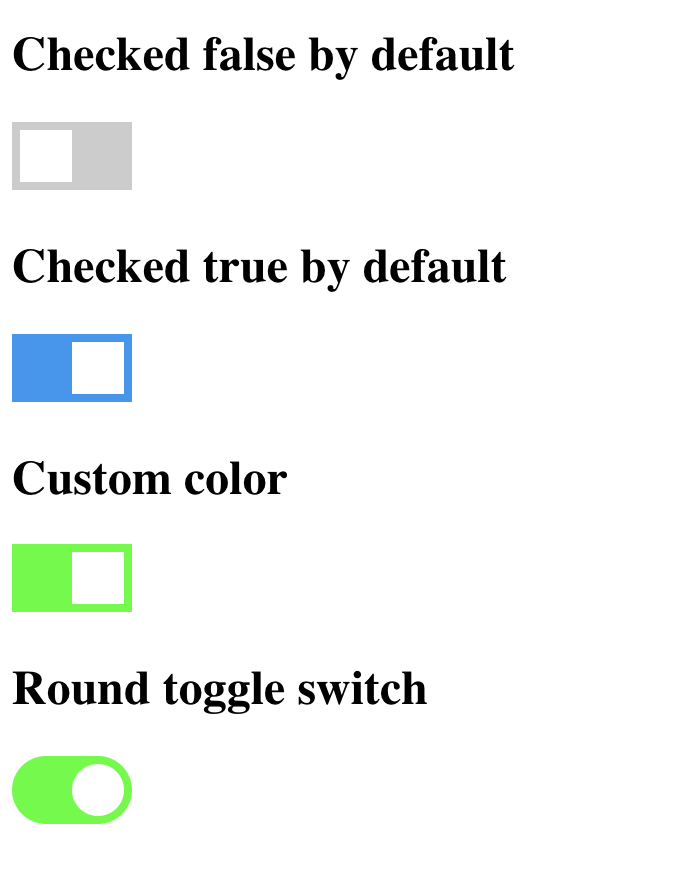 Checked false by default
Checked true by default
Custom color
Round toggle switch